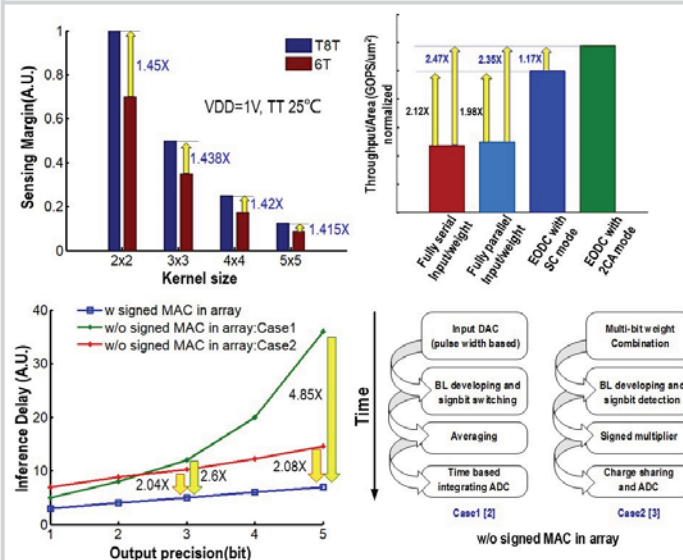 Sensing Margin(A.U.)
1
0.8
0.6
0.4
0.2
0
T8T
6T
1.45X
VDD=1V, TT 25℃
1.438X
1.42X
1.415X
2x2
3x3
4x4
5x5
Kernel size
Throughput/Area (GOPS/um²)
normalized
2.47X
2.35X
1.17X
2.12X
1.98X
Fully serial
Input/weight
Fully parallel
Input/weight
EODC with
SC mode
EODC with
2CA mode
Inference Delay (A.U.)
40
30
20
10
0
w signed MAC in array
w/o signed MAC in array:Case1
w/o signed MAC in array:Case2
4.85X
2.04X
2.6X
2.08X
1
2
3
4
5
Output precision(bit)
Time
Input DAC
(pulse width based)
BL developing and
signbit switching
Averaging
Time based
integrating ADC
Case1 [2]
Multi-bit weight
Combination
BL developing and
signbit detection
Signed multiplier
Charge sharing
and ADC
Case2 [3]
w/o signed MAC in array